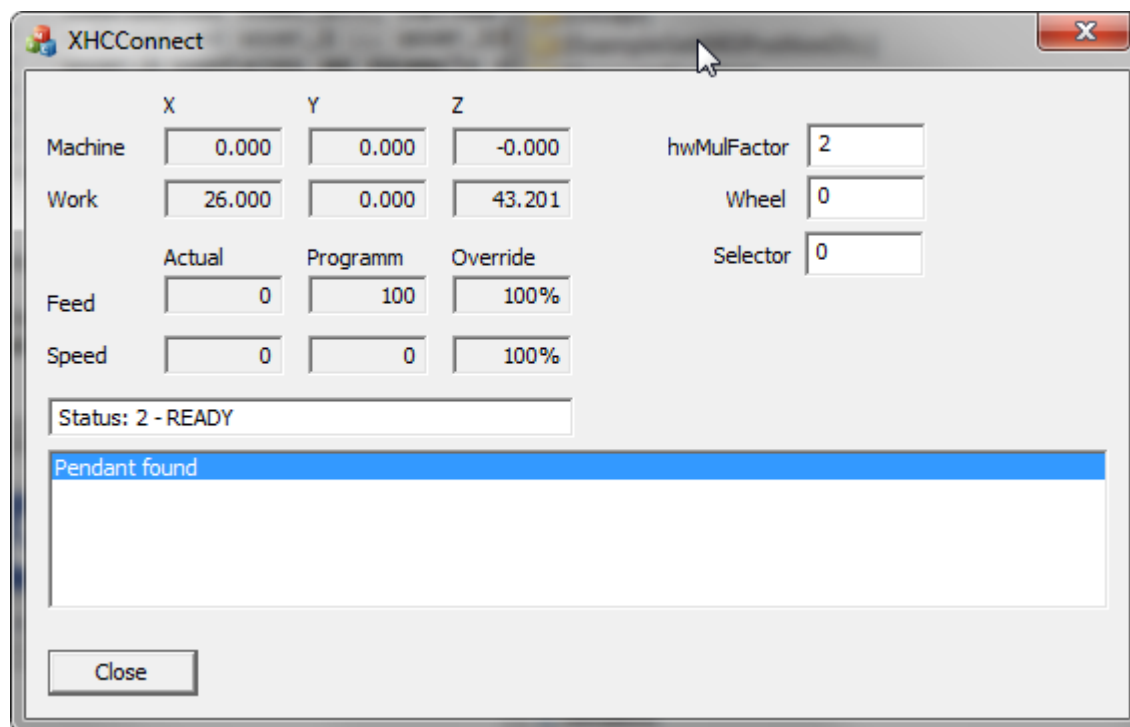 XHCConnect
X Y Z
Machine 0.000 0.000 -0.000 hwMulFactor 2
Work 26.000 0.000 43.201 Wheel 0
Actual Programm Override Selector 0
Feed 0 100 100%
Speed 0 0 100%
Status: 2 - READY
Pendant found
Close